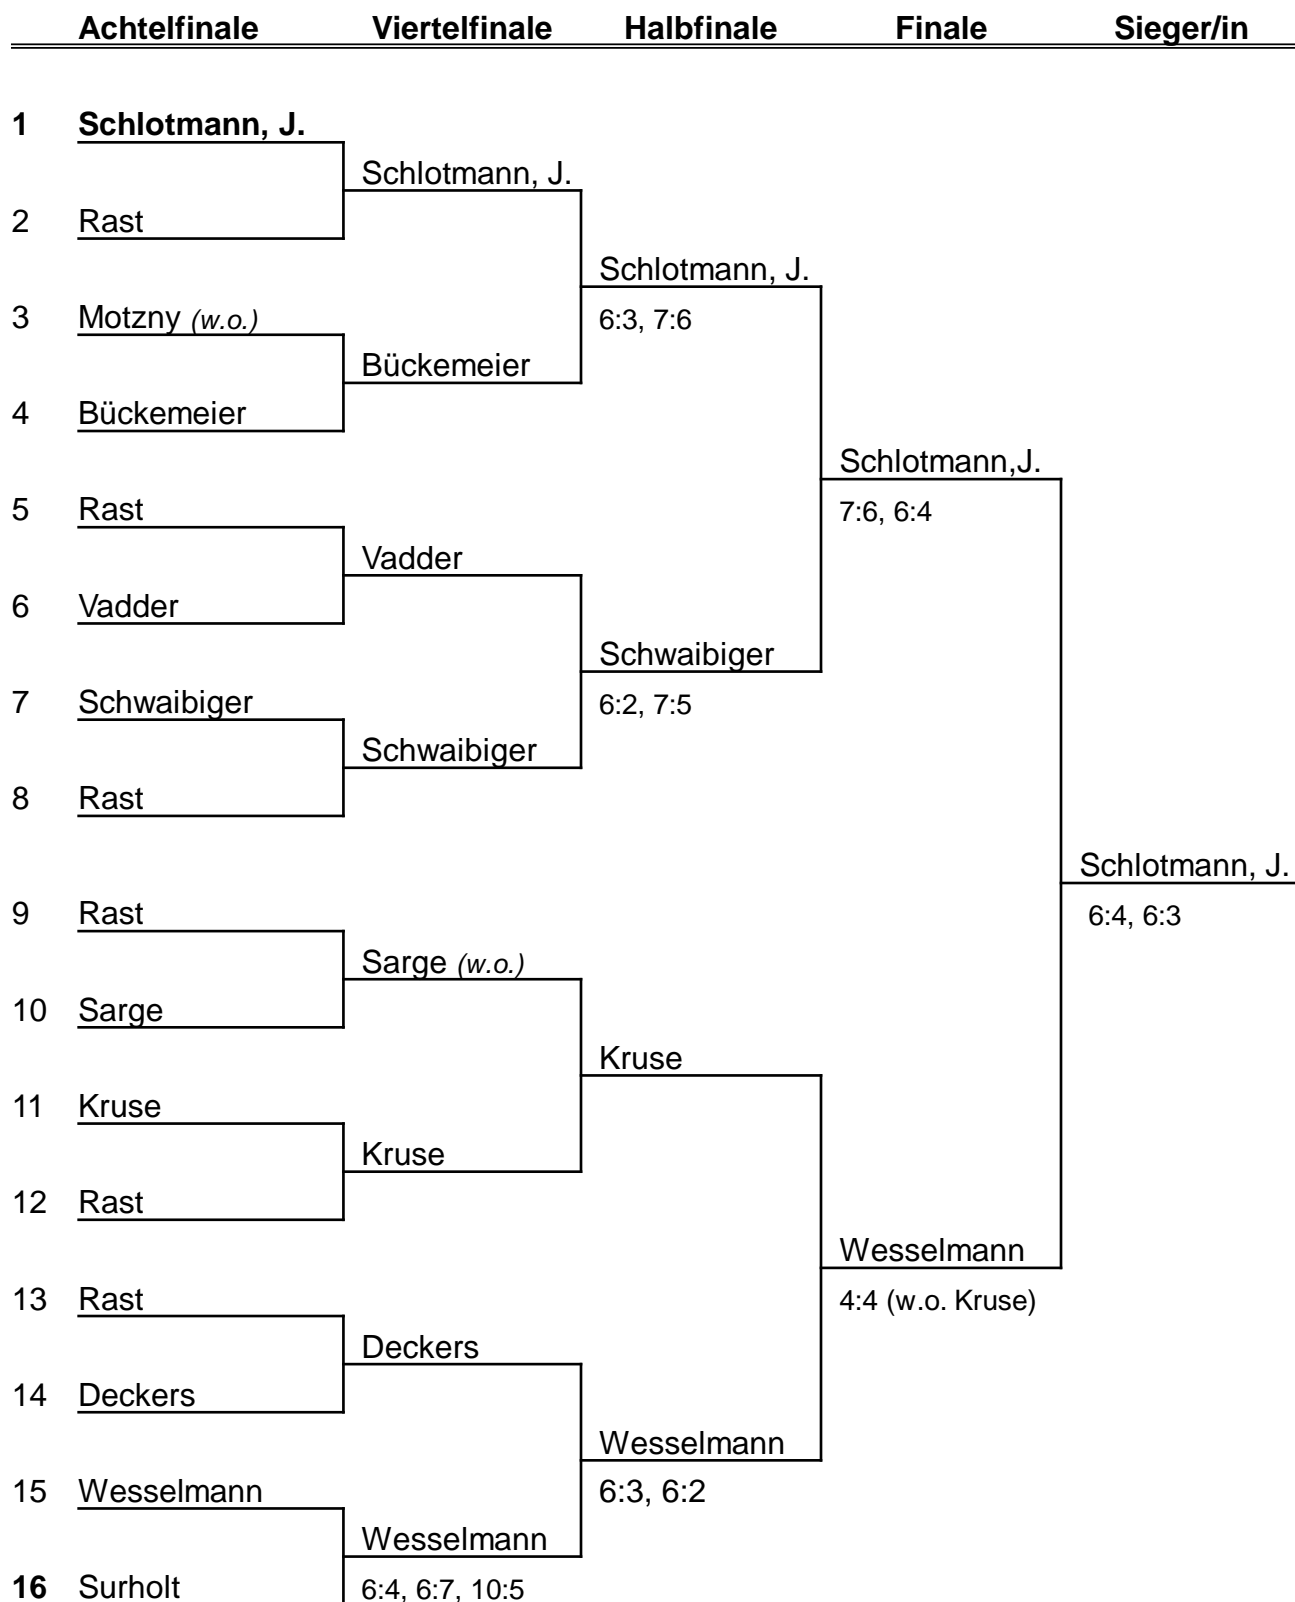 Achtelfinale Viertelfinale Halbfinale Finale Sieger/in
1 Schlotmann, J.
Schlotmann, J.
2 Rast
Schlotmann, J.
3 Motzny (w.o.)
6:3, 7:6
Bückemeier
4 Bückemeier
Schlotmann,J.
5 Rast
7:6, 6:4
Vadder
6 Vadder
Schwaibiger
7 Schwaibiger
6:2, 7:5
Schwaibiger
8 Rast
Schlotmann, J.
9 Rast
6:4, 6:3
Sarge (w.o.)
10 Sarge
Kruse
11 Kruse
Kruse
12 Rast
Wesselmann
13 Rast
4:4 (w.o. Kruse)
Deckers
14 Deckers
Wesselmann
15 Wesselmann
6:3, 6:2
Wesselmann
16 Surholt
6:4, 6:7, 10:5